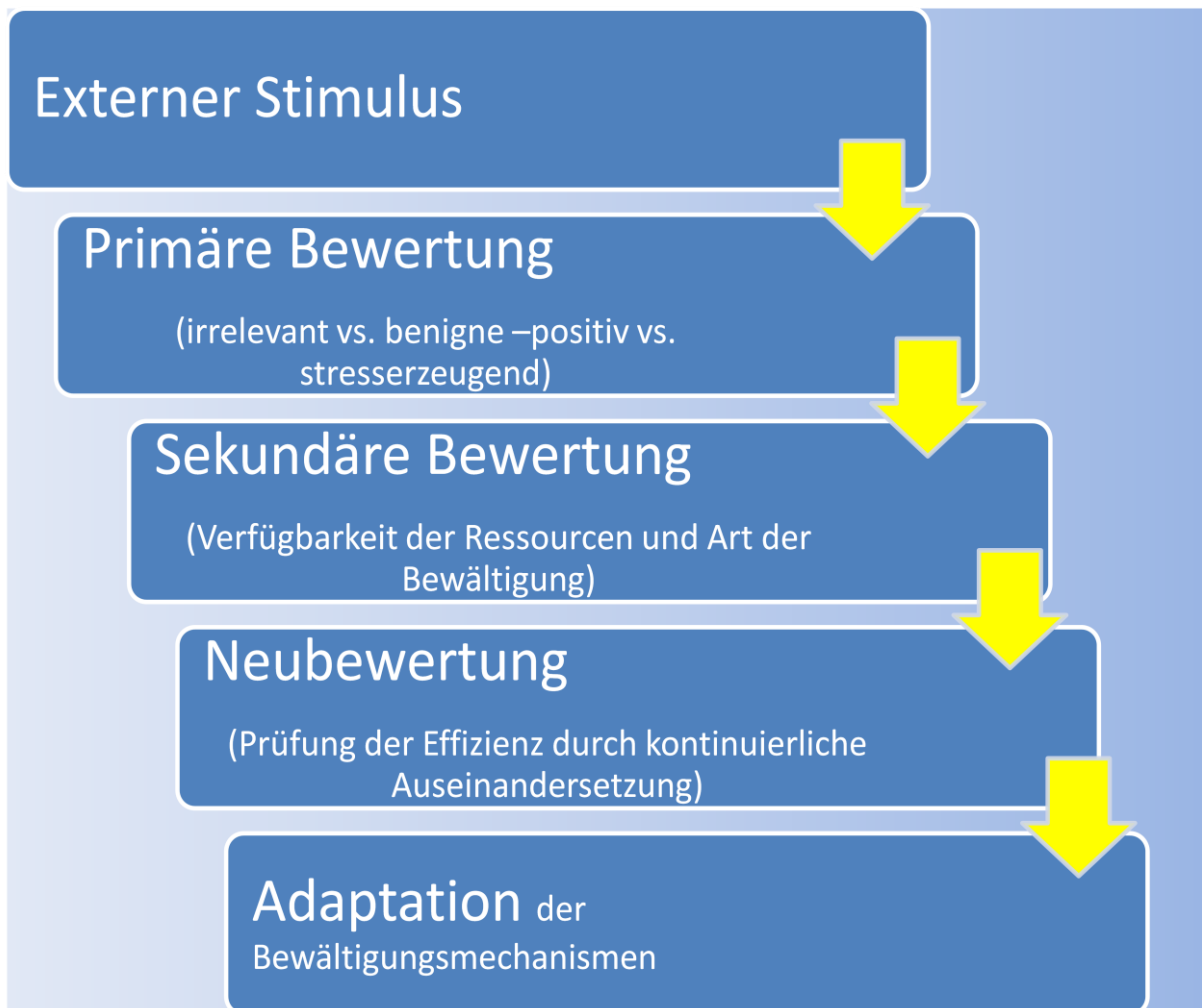 Externer Stimulus
Primäre Bewertung
(irrelevant vs. benigne –positiv vs.
stresserzeugend)
Sekundäre Bewertung
(Verfügbarkeit der Ressourcen und Art der
Bewältigung)
Neubewertung
(Prüfung der Effizienz durch kontinuierliche
Auseinandersetzung)
Adaptation der
Bewältigungsmechanismen